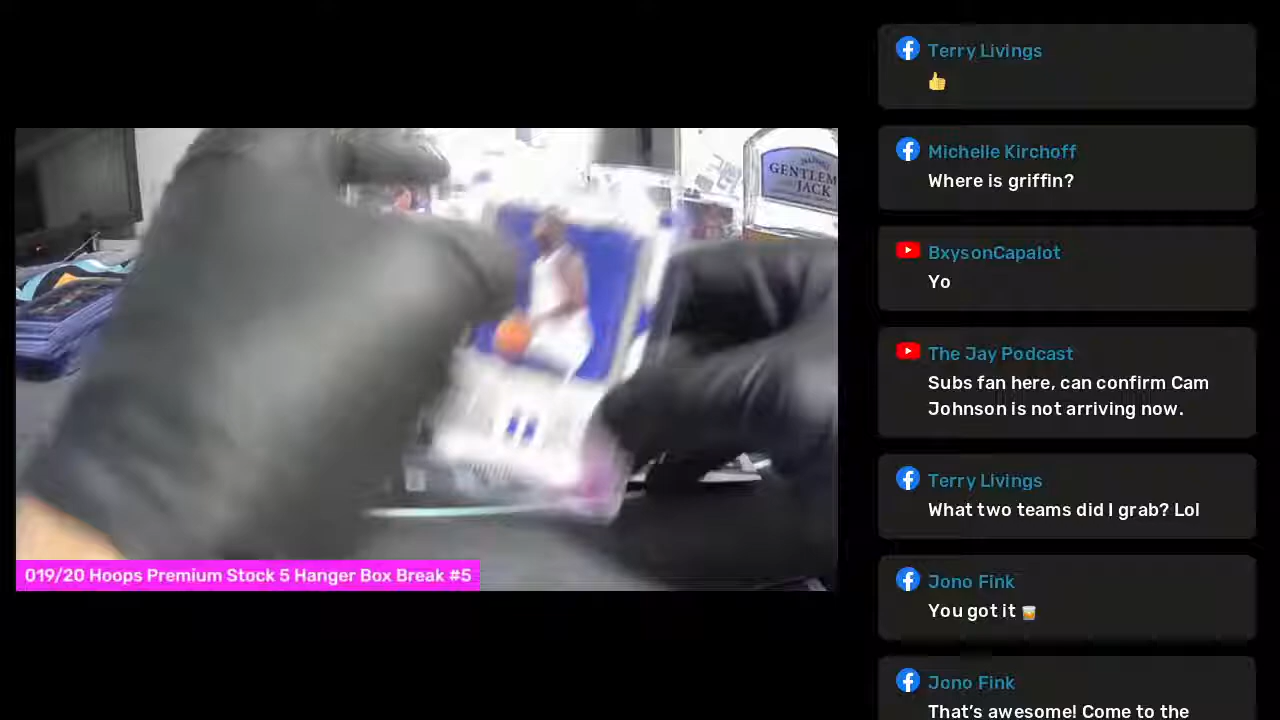 Terry Livings
👍
Michelle Kirchoff
Where is griffin?
BxysonCapalot
Yo
The Jay Podcast
Subs fan here, can confirm Cam
Johnson is not arriving now.
Terry Livings
What two teams did I grab? Lol
Jono Fink
You got it 🥃
Jono Fink
That's awesome! Come to the
GENTLEM
JACK
019/20 Hoops Premium Stock 5 Hanger Box Break #5